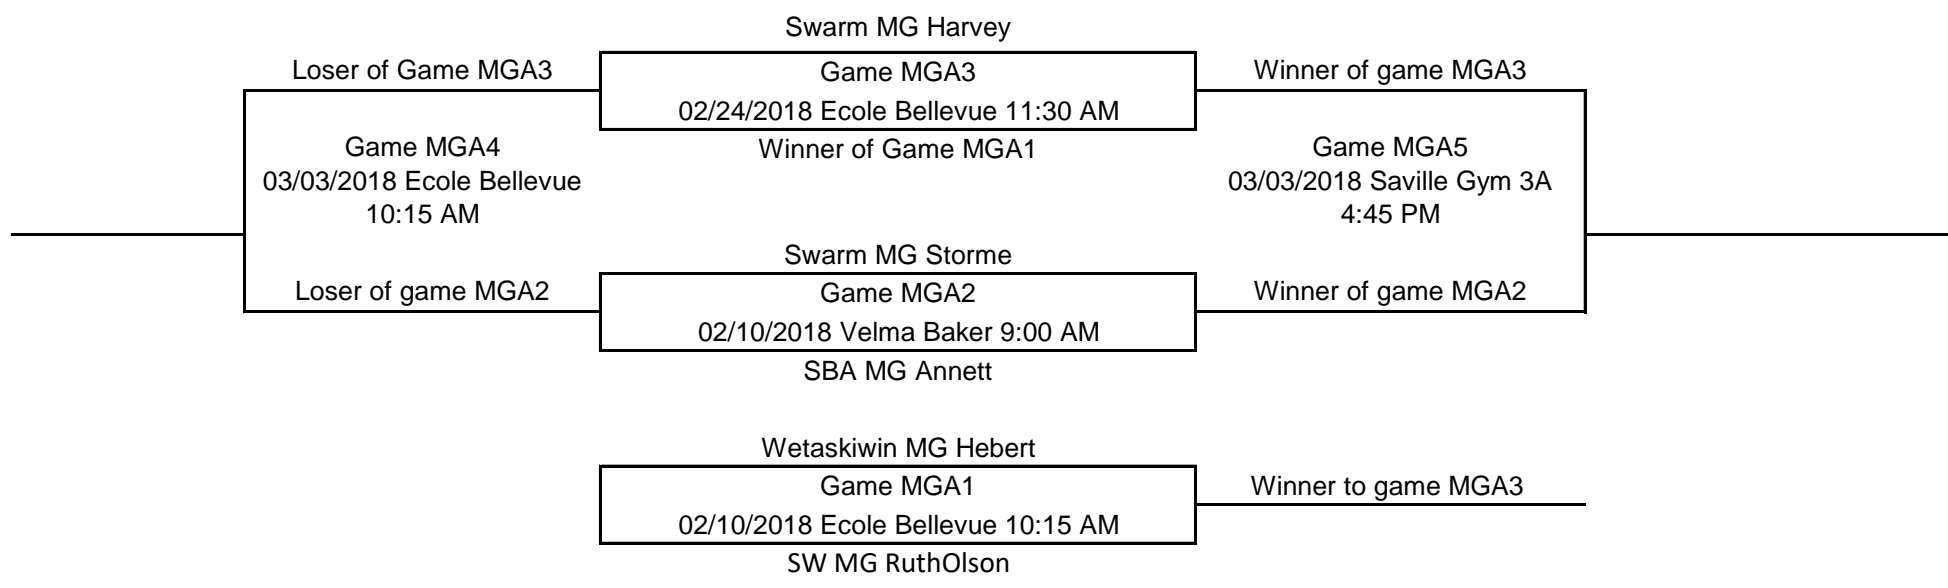 Swarm MG Harvey
Loser of Game MGA3
Game MGA3
Winner of game MGA3
02/24/2018 Ecole Bellevue 11:30 AM
Game MGA4
Winner of Game MGA1
Game MGA5
03/03/2018 Ecole Bellevue
03/03/2018 Saville Gym 3A
10:15 AM
4:45 PM
Swarm MG Storme
Loser of game MGA2
Game MGA2
Winner of game MGA2
02/10/2018 Velma Baker 9:00 AM
SBA MG Annett
Wetaskiwin MG Hebert
Game MGA1
Winner to game MGA3
02/10/2018 Ecole Bellevue 10:15 AM
SW MG RuthOlson